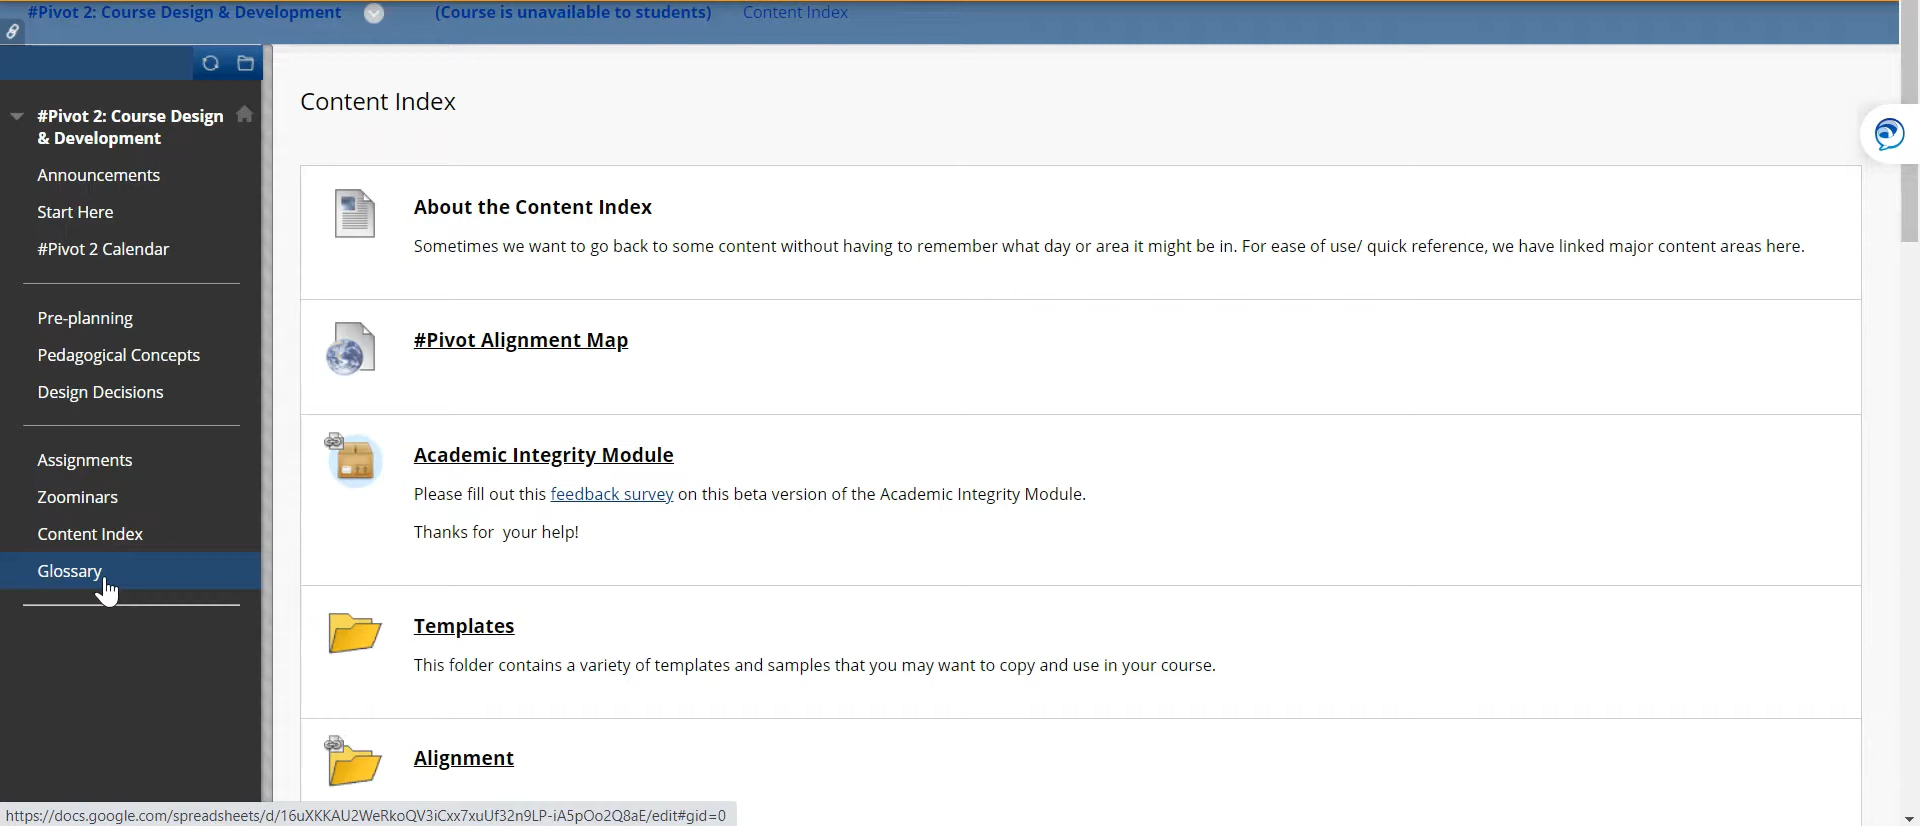 #Pivot 2: Course Design & Development (Course is unavailable to students) Content Index
#Pivot 2: Course Design
& Development
Announcements
Start Here
#Pivot 2 Calendar
Pre-planning
Pedagogical Concepts
Design Decisions
Assignments
Zoominars
Content Index
Glossary
Content Index
About the Content Index
Sometimes we want to go back to some content without having to remember what day or area it might be in. For ease of use/ quick reference, we have linked major content areas here.
#Pivot Alignment Map
Academic Integrity Module
Please fill out this feedback survey on this beta version of the Academic Integrity Module.
Thanks for your help!
Templates
This folder contains a variety of templates and samples that you may want to copy and use in your course.
Alignment
https://docs.google.com/spreadsheets/d/16uXKKAU2WeRkoQV3iCxx7xuUf32n9LP-iA5pOo2Q8aE/edit#gid=0